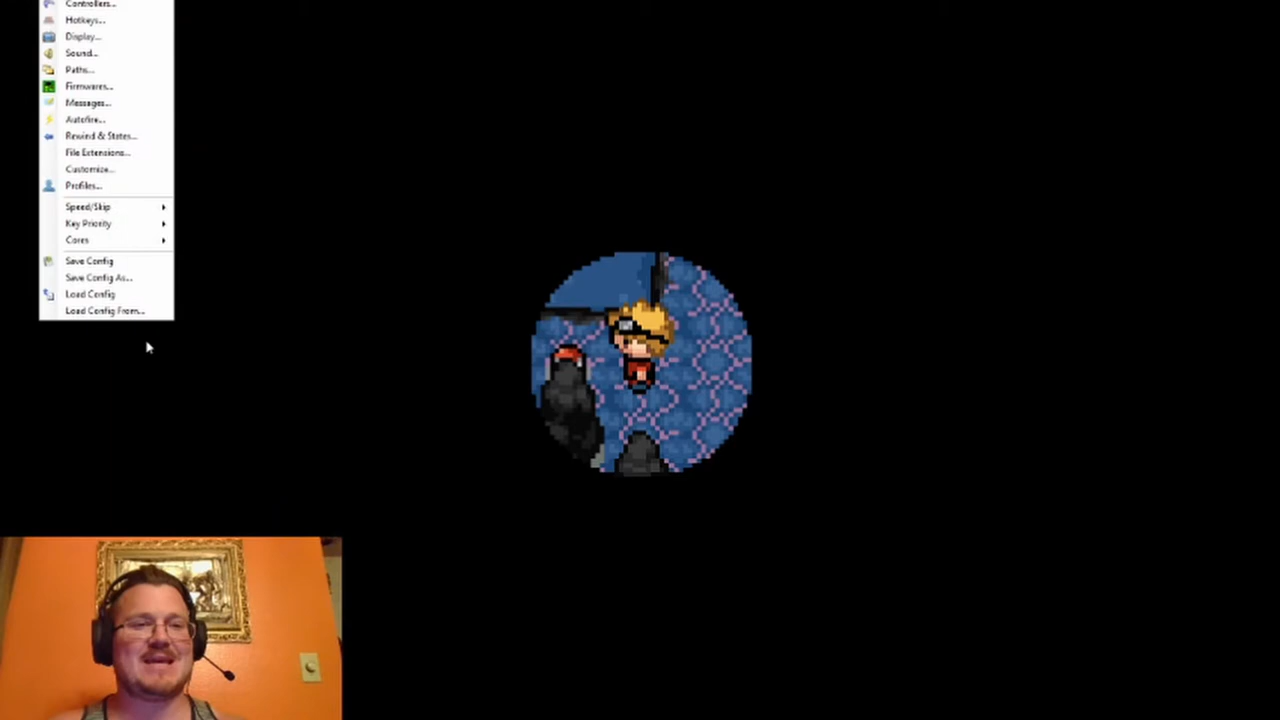 Controllers...
Hotkeys...
Display...
Sound...
Paths...
Firmwares...
Messages...
Autofire...
Rewind & States...
File Extensions...
Customize...
Profiles...
Speed/Skip
Key Priority
Cores
Save Config
Save Config As...
Load Config
Load Config From...